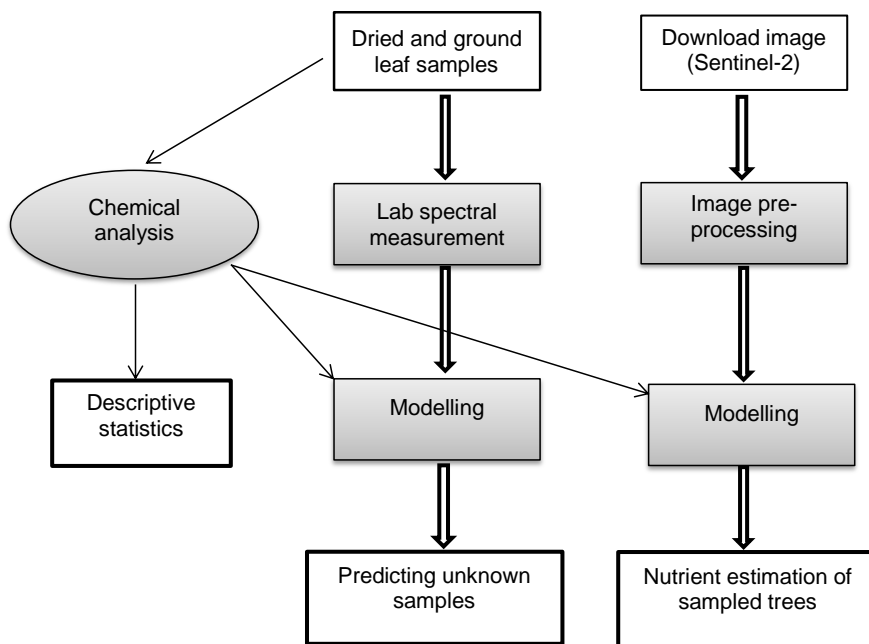 Dried and ground
leaf samples
Download image
(Sentinel-2)
Chemical
analysis
Lab spectral
measurement
Image pre-
processing
Descriptive
statistics
Modelling
Modelling
Predicting unknown
samples
Nutrient estimation of
sampled trees